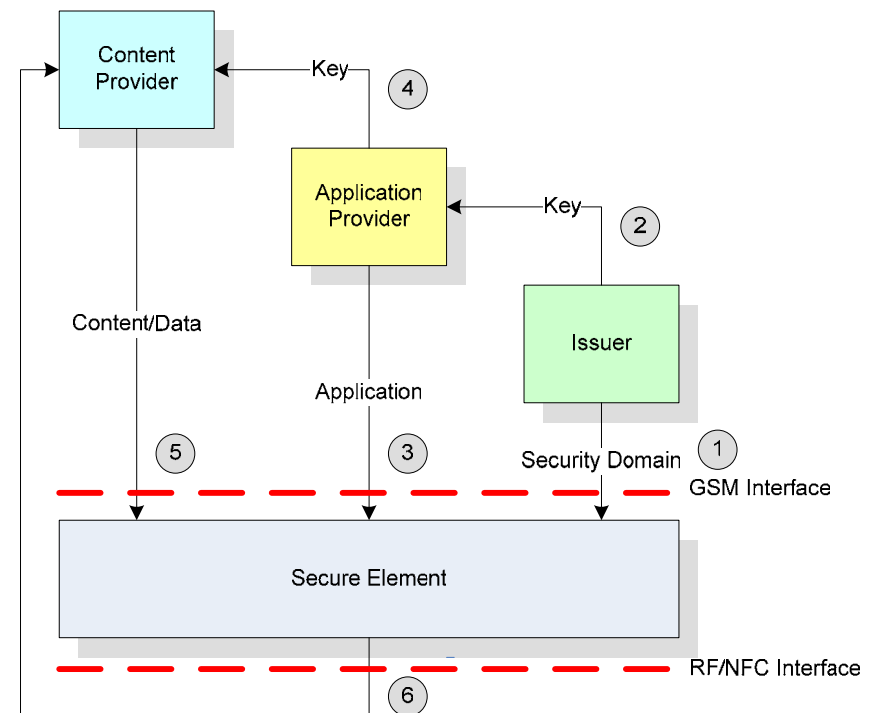 Content
Provider
Key
4
Application
Provider
Key
2
Issuer
Content/Data
Application
5
3
Security Domain
1
GSM Interface
Secure Element
RF/NFC Interface
6